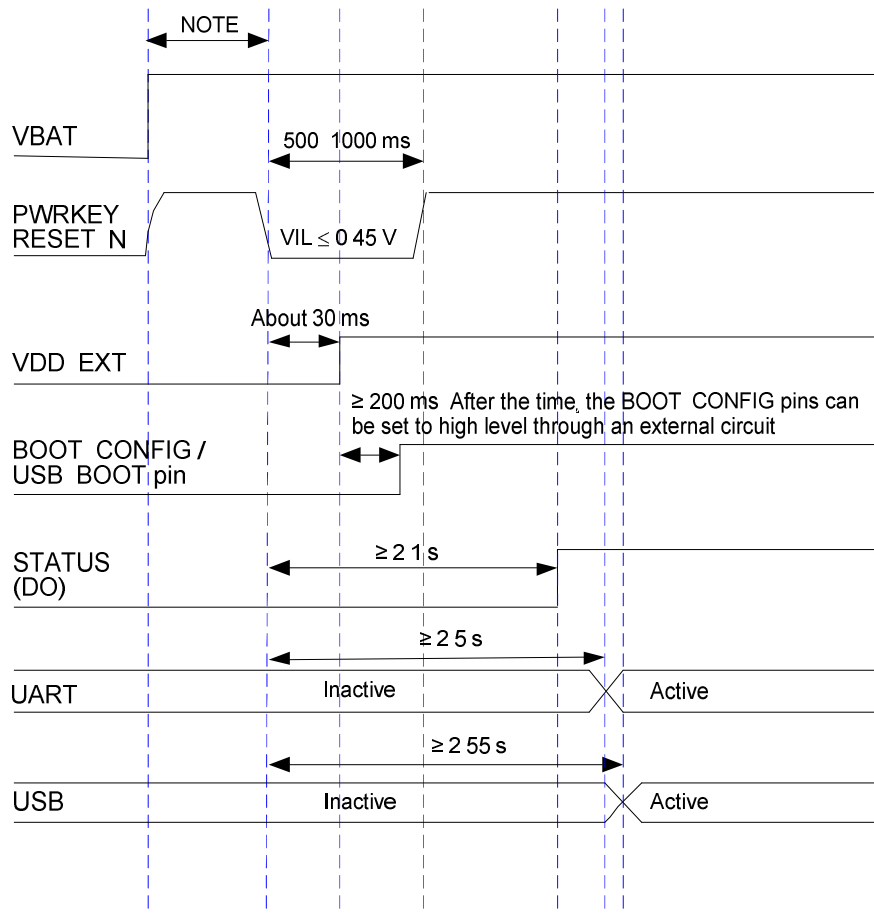 NOTE
VBAT
500 1000 ms
PWRKEY
RESET N
VIL ≤ 0 45 V
About 30 ms
VDD EXT
≥ 200 ms After the time, the BOOT CONFIG pins can
be set to high level through an external circuit
BOOT CONFIG /
USB BOOT pin
STATUS
(DO)
≥ 2 1 s
≥ 2 5 s
UART
Inactive
Active
≥ 2 55 s
USB
Inactive
Active